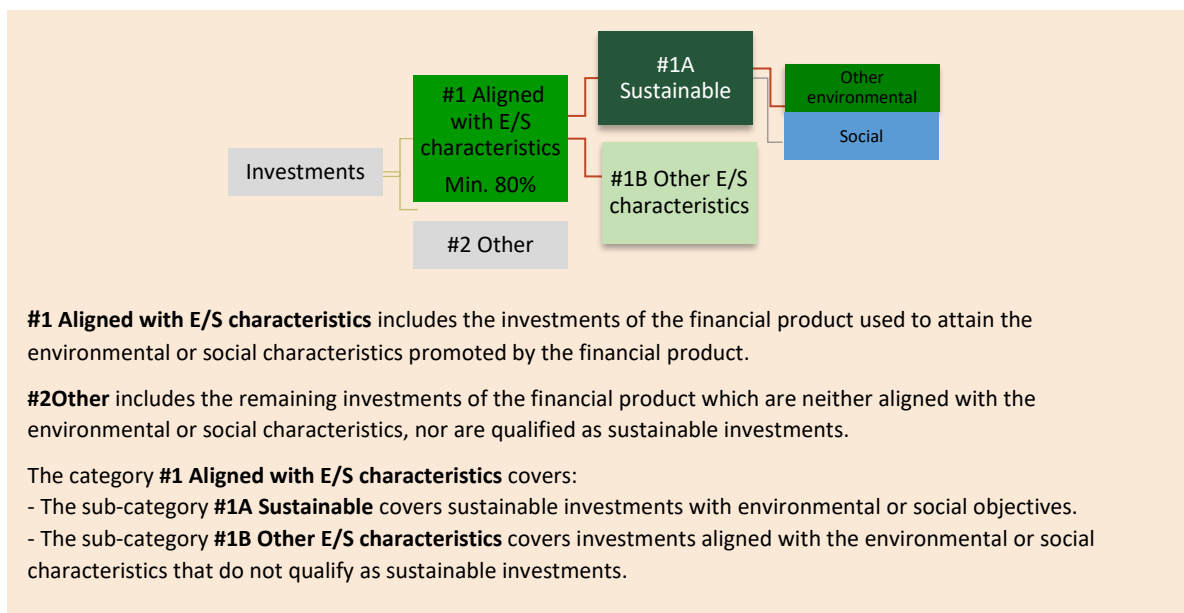 Investments
#1 Aligned
with E/S
characteristics
Min. 80%
#2 Other
#1A
Sustainable
#1B Other E/S
characteristics
Other
environmental
Social
#1 Aligned with E/S characteristics includes the investments of the financial product used to attain the
environmental or social characteristics promoted by the financial product.
#2Other includes the remaining investments of the financial product which are neither aligned with the
environmental or social characteristics, nor are qualified as sustainable investments.
The category #1 Aligned with E/S characteristics covers:
- The sub-category #1A Sustainable covers sustainable investments with environmental or social objectives.
- The sub-category #1B Other E/S characteristics covers investments aligned with the environmental or social
characteristics that do not qualify as sustainable investments.